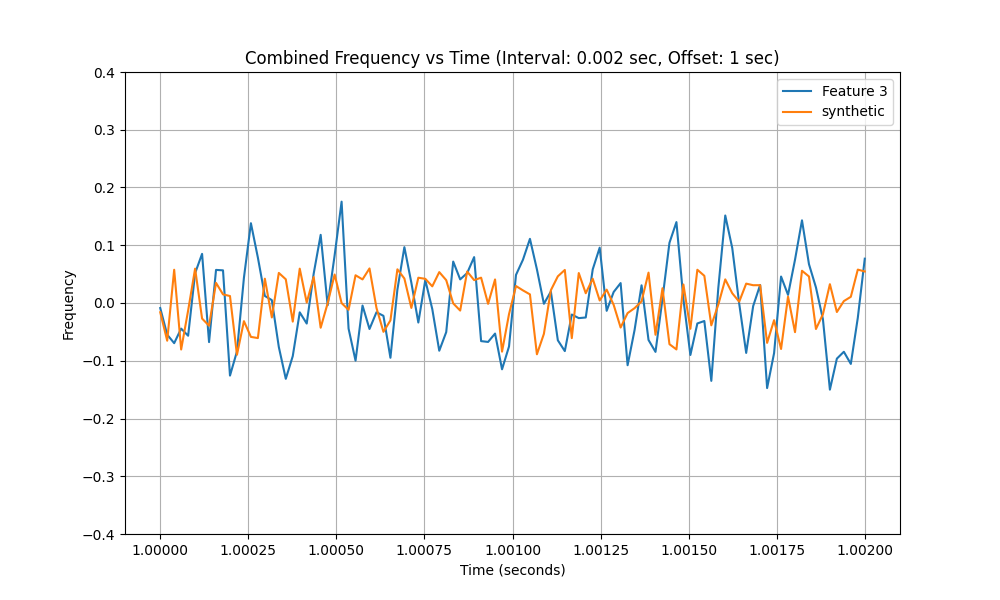 Combined Frequency vs Time (Interval: 0.002 sec, Offset: 1 sec)
Feature 3
synthetic
Frequency
0.4
0.3
0.2
0.1
0.0
−0.1
−0.2
−0.3
−0.4
1.00000 1.00025 1.00050 1.00075 1.00100 1.00125 1.00150 1.00175 1.00200
Time (seconds)